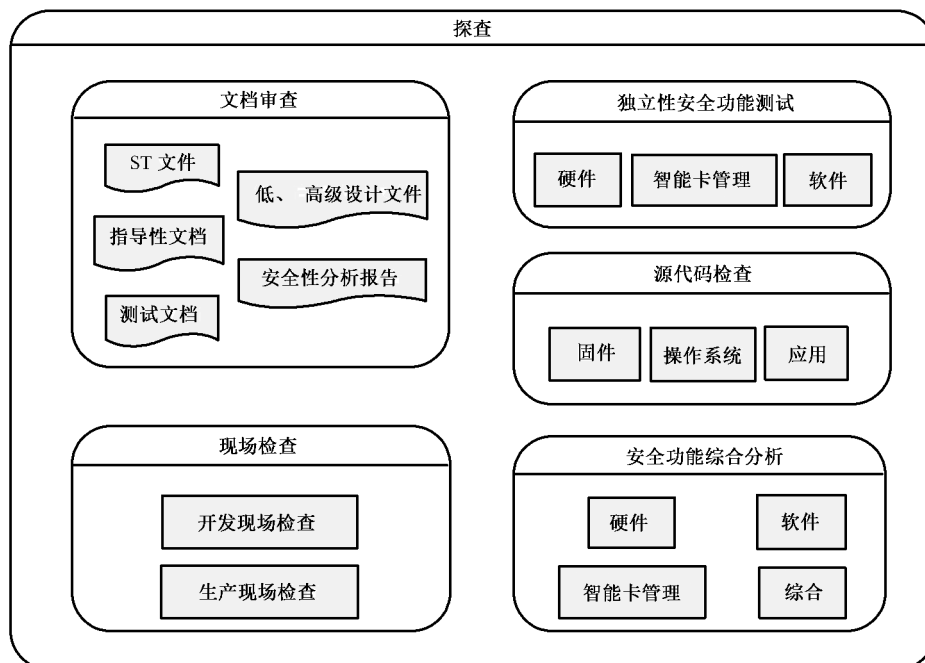 探查
文档审查
ST 文件
低、 高级设计文件
指导性文档
安全性分析报告
测试文档
独立性安全功能测试
硬件
智能卡管理
软件
源代码检查
固件
操作系统
应用
现场检查
开发现场检查
生产现场检查
安全功能综合分析
硬件
软件
智能卡管理
综合